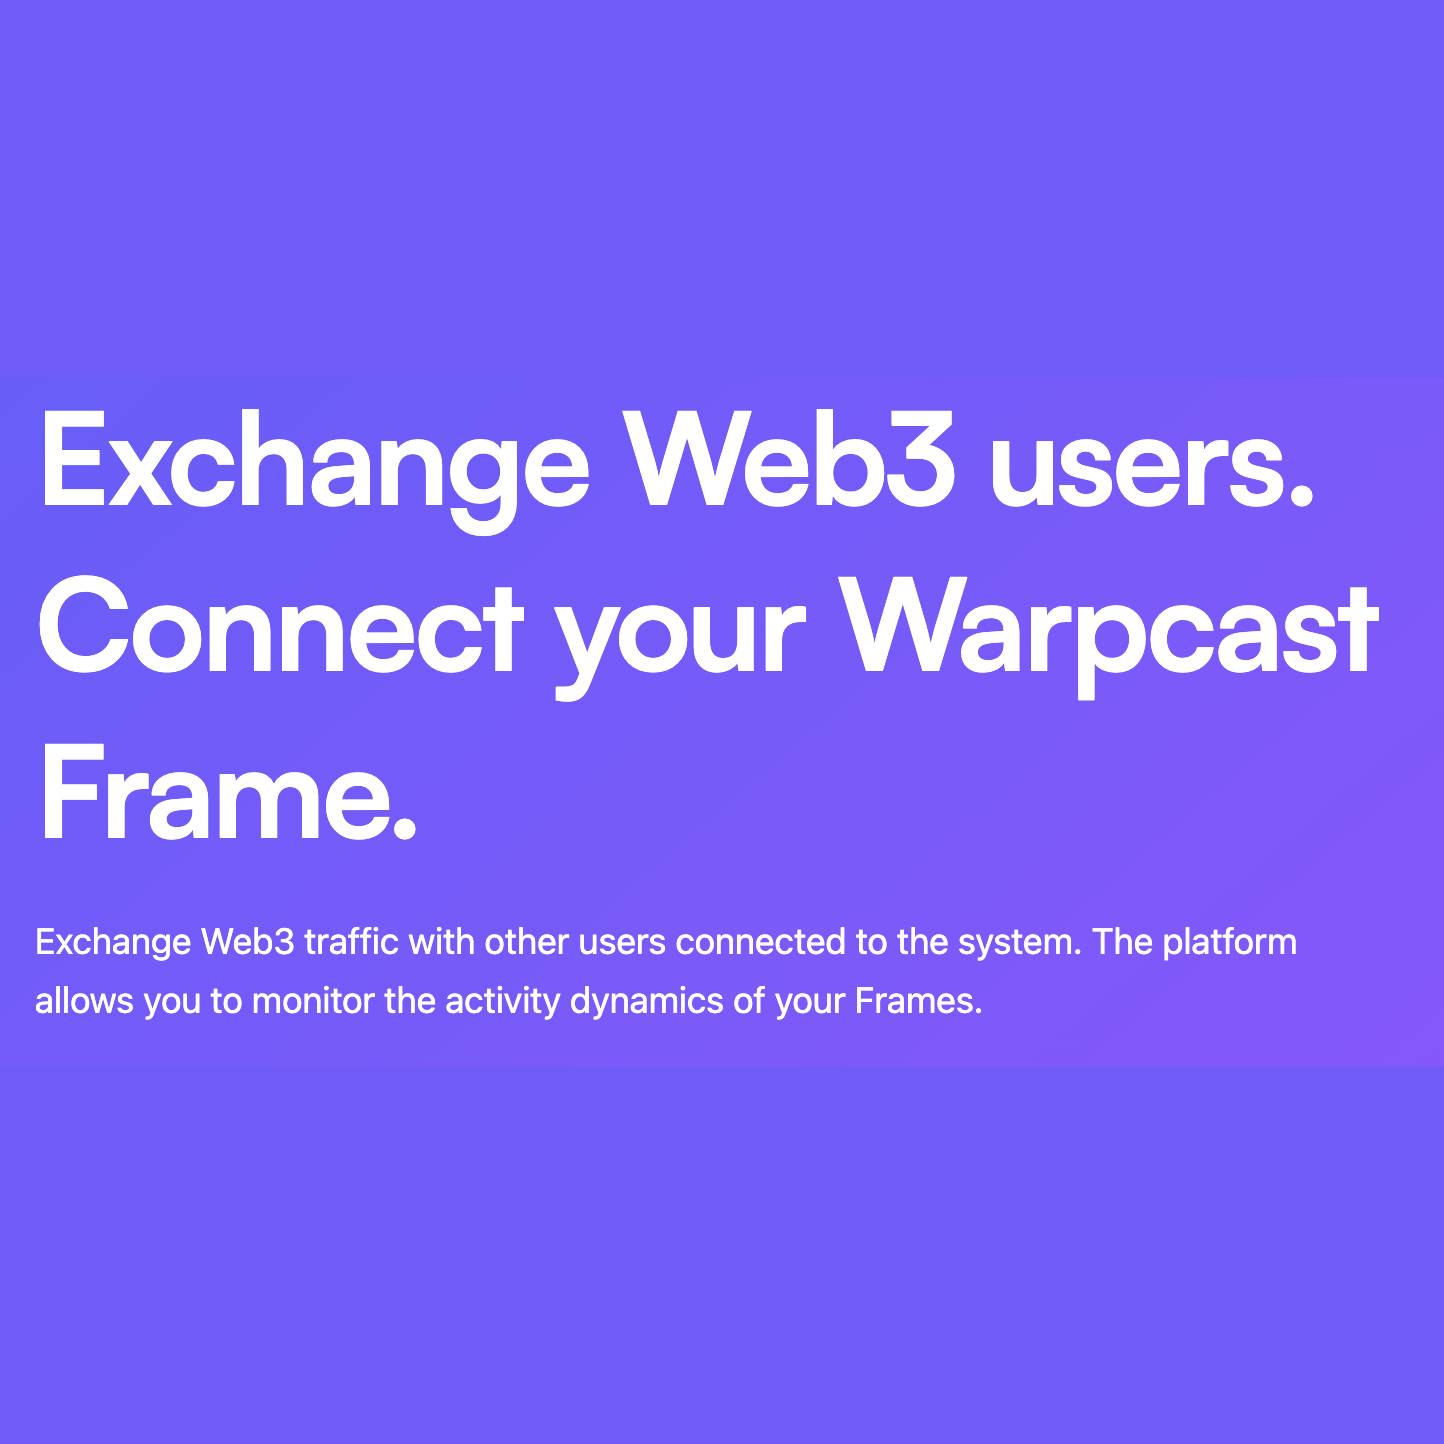 Exchange Web3 users.
Connect your Warpcast
Frame.
Exchange Web3 traffic with other users connected to the system. The platform
allows you to monitor the activity dynamics of your Frames.